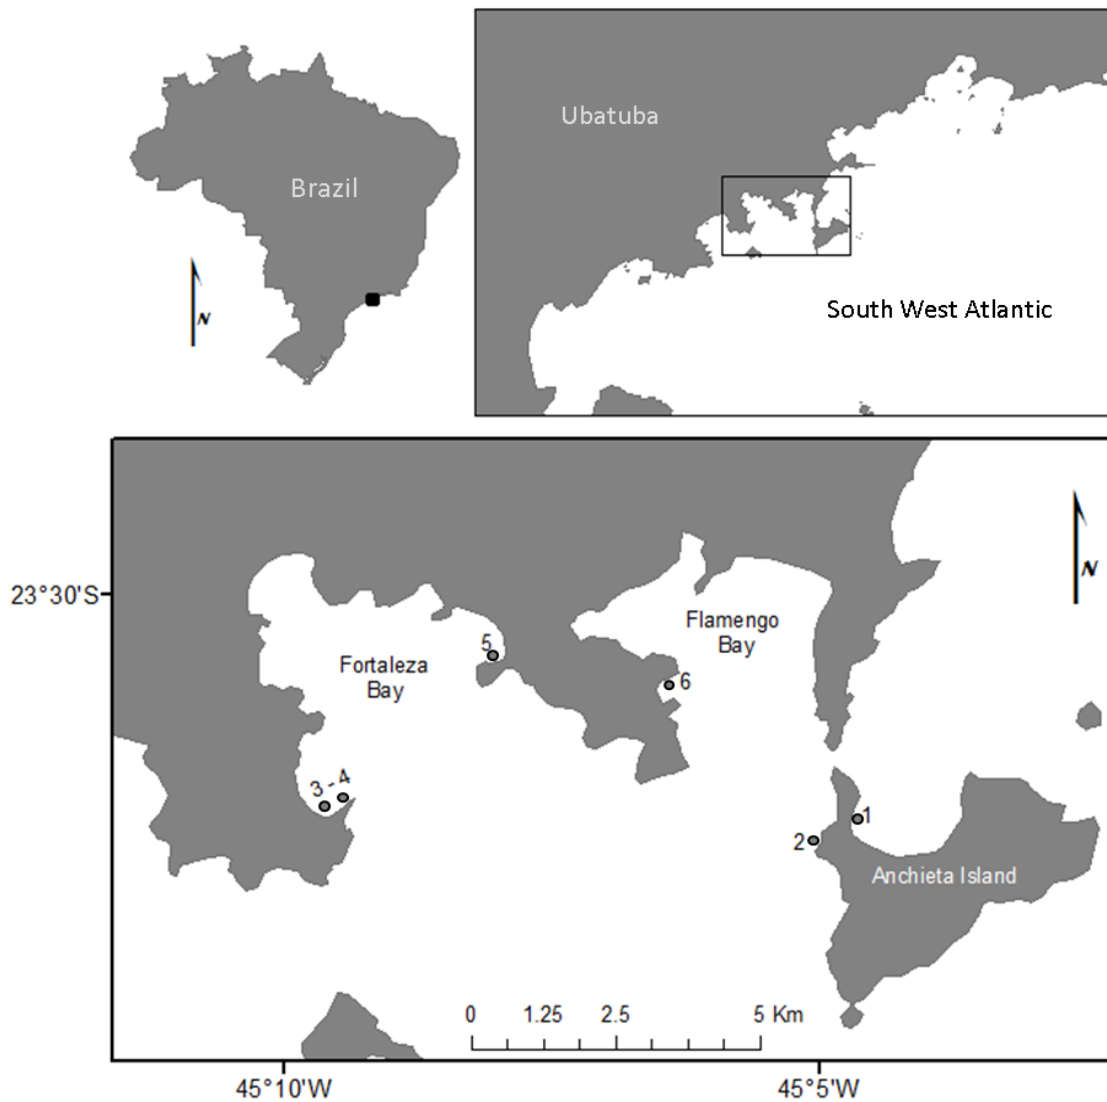 Ubatuba
Brazil
South West Atlantic
N
N
23°30'S
Flamengo
Bay
5
Fortaleza
Bay
6
3 - 4
1
2
Anchieta Island
0 1.25 2.5 5 Km
45°10'W 45°5'W